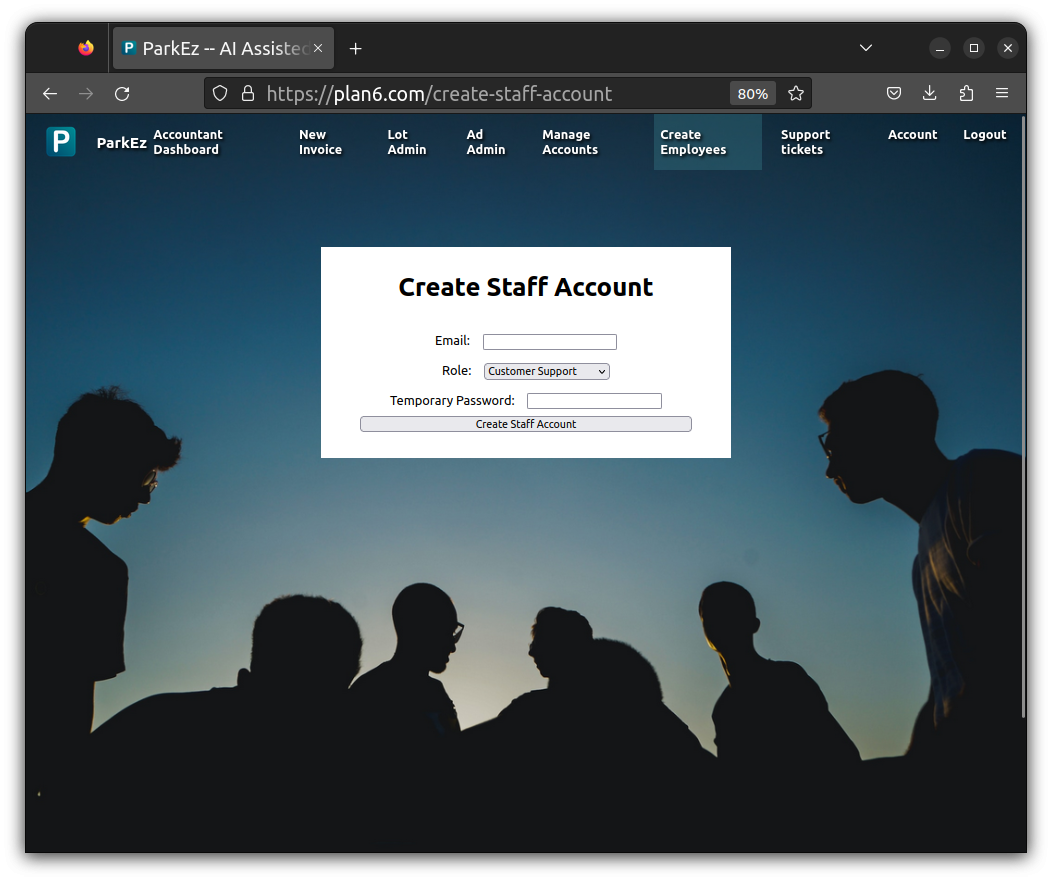 P ParkEz -- AI Assisted
https://plan6.com/create-staff-account
80%
P
ParkEz
Accountant
Dashboard
New
Invoice
Lot
Admin
Ad
Admin
Manage
Accounts
Create
Employees
Support
tickets
Account
Logout
Create Staff Account
Email:
Role:
Customer Support
Temporary Password:
Create Staff Account